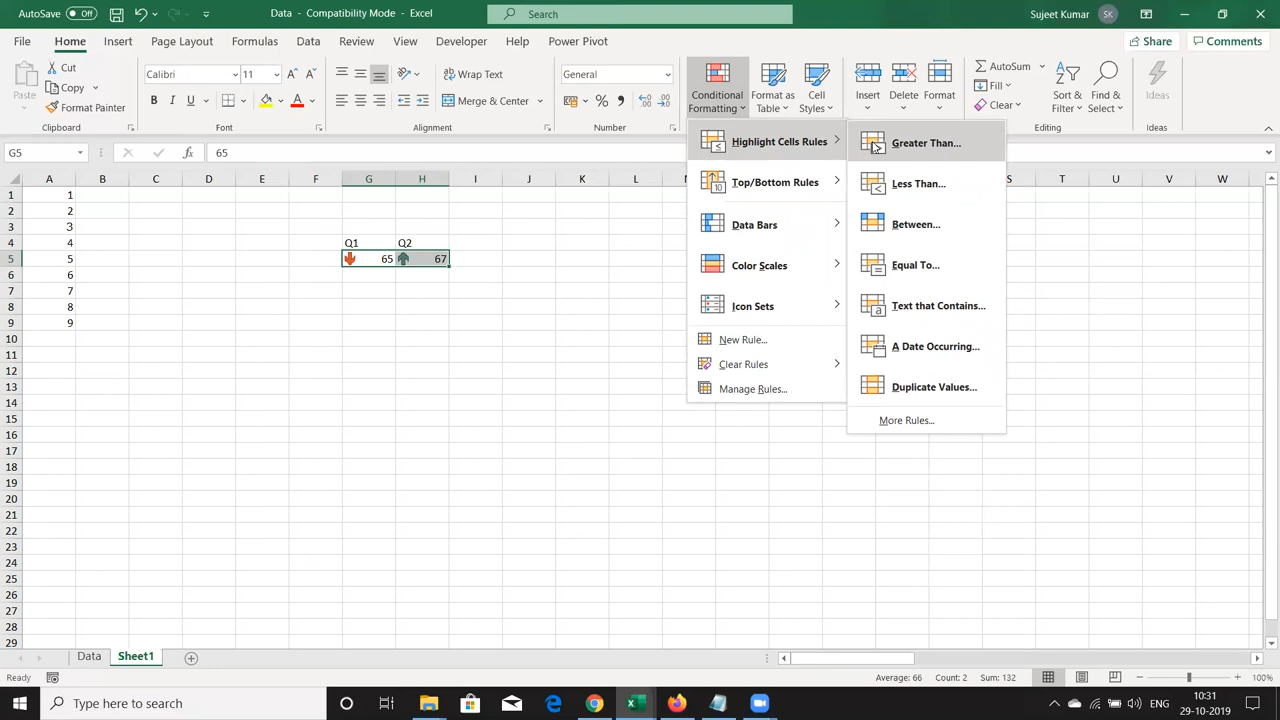 AutoSave Off Data - Compatibility Mode - Excel Search Sujeet Kumar SK
File Home Insert Page Layout Formulas Data Review View Developer Help Power Pivot Share Comments
Paste Cut Copy Format Painter Clipboard
Calibri 11 B I U A Font
Wrap Text Merge & Center Alignment
General % Number
Conditional Formatting Format as Table Cell Styles
Insert Delete Format
AutoSum Fill Clear Sort & Filter Find & Select Editing
Ideas Ideas
G5 fx 65
A B C D E F G H I J K L S T U V W
1 1
2 2
3 3
4 4 Q1 Q2
5 5 65 67
6 6
7 7
8 8
9 9
10
11
12
13
14
15
16
17
18
19
20
21
22
23
24
25
26
27
28
29
Highlight Cells Rules
Top/Bottom Rules
10
Data Bars
Color Scales
Icon Sets
New Rule...
Clear Rules
Manage Rules...
Greater Than...
Less Than...
Between...
Equal To...
Text that Contains...
a
A Date Occurring...
Duplicate Values...
More Rules...
Data Sheet1
Ready Average: 66 Count: 2 Sum: 132 100%
Type here to search
10:31
29-10-2019